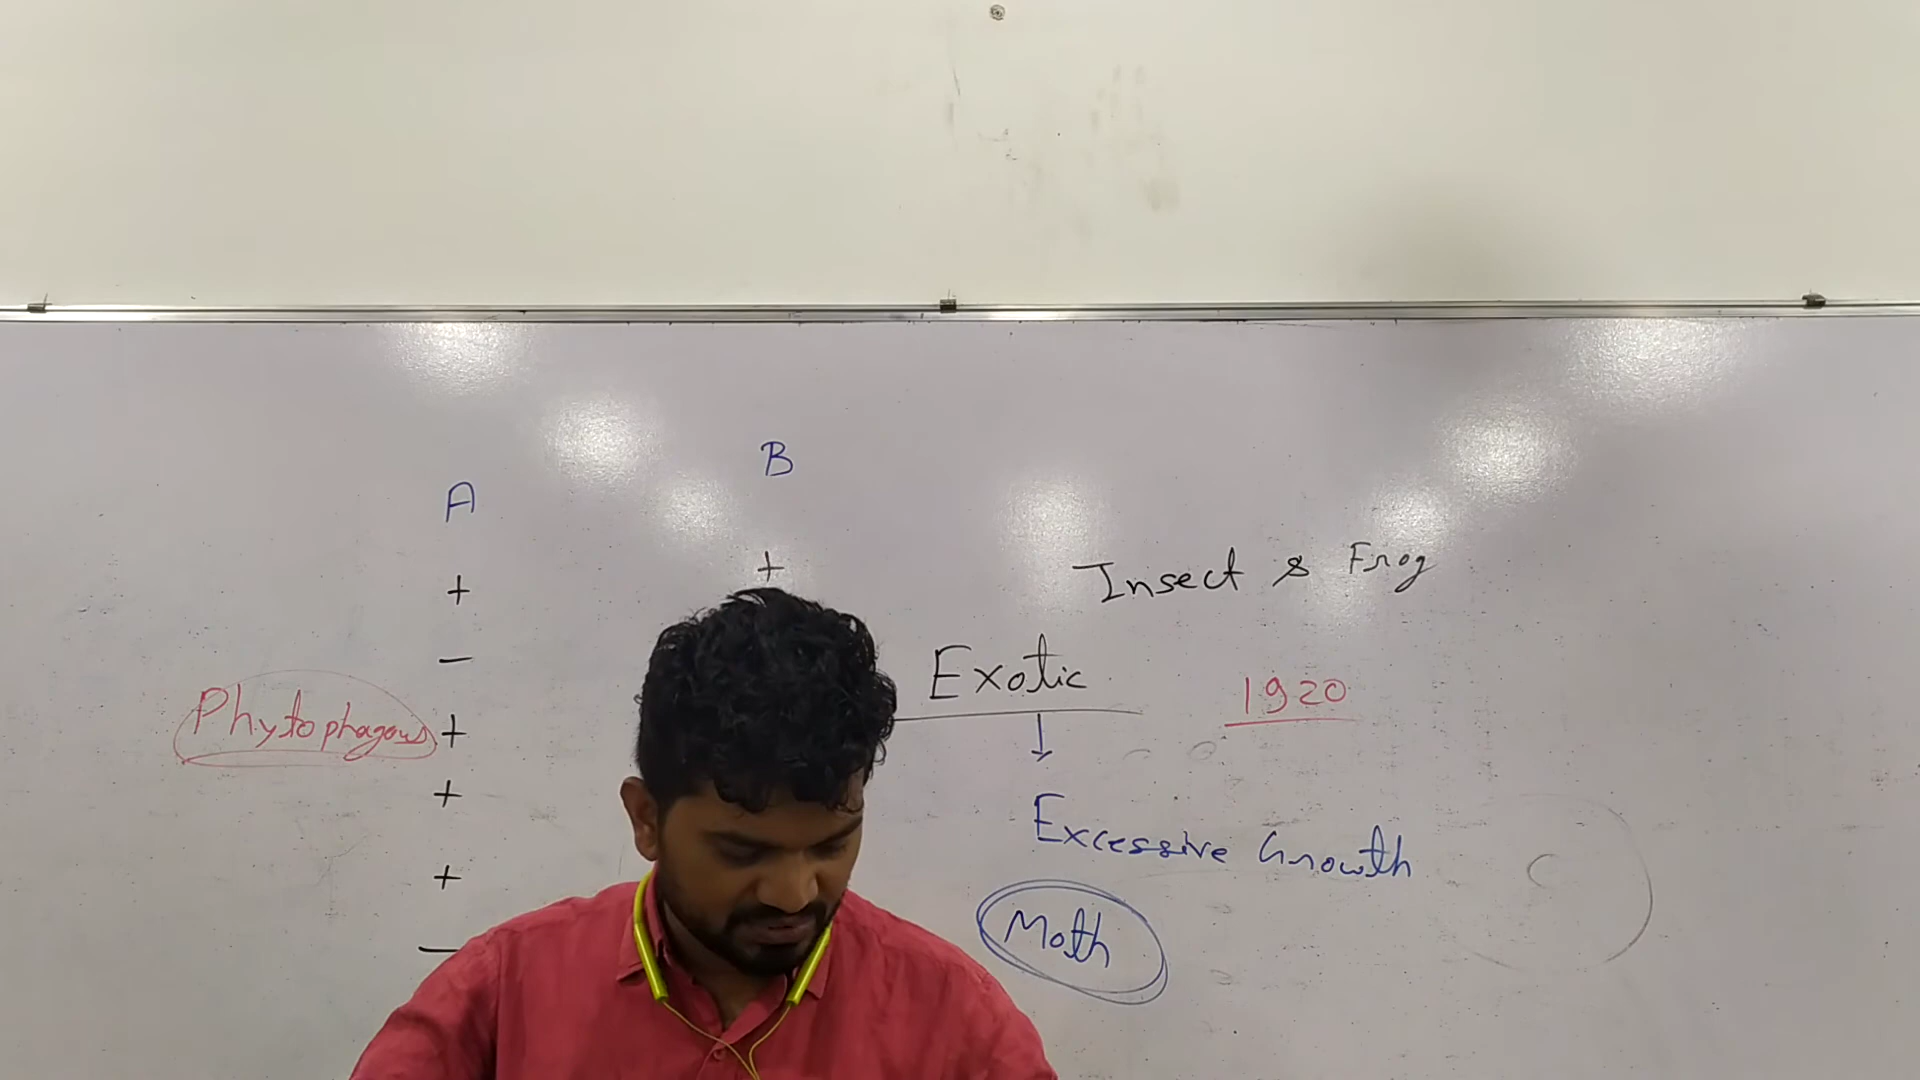 B
A
+
Insect & Frog
+
-
Exotic
1920
Phytophagous +
+
Excessive Growth
+
Moth
-